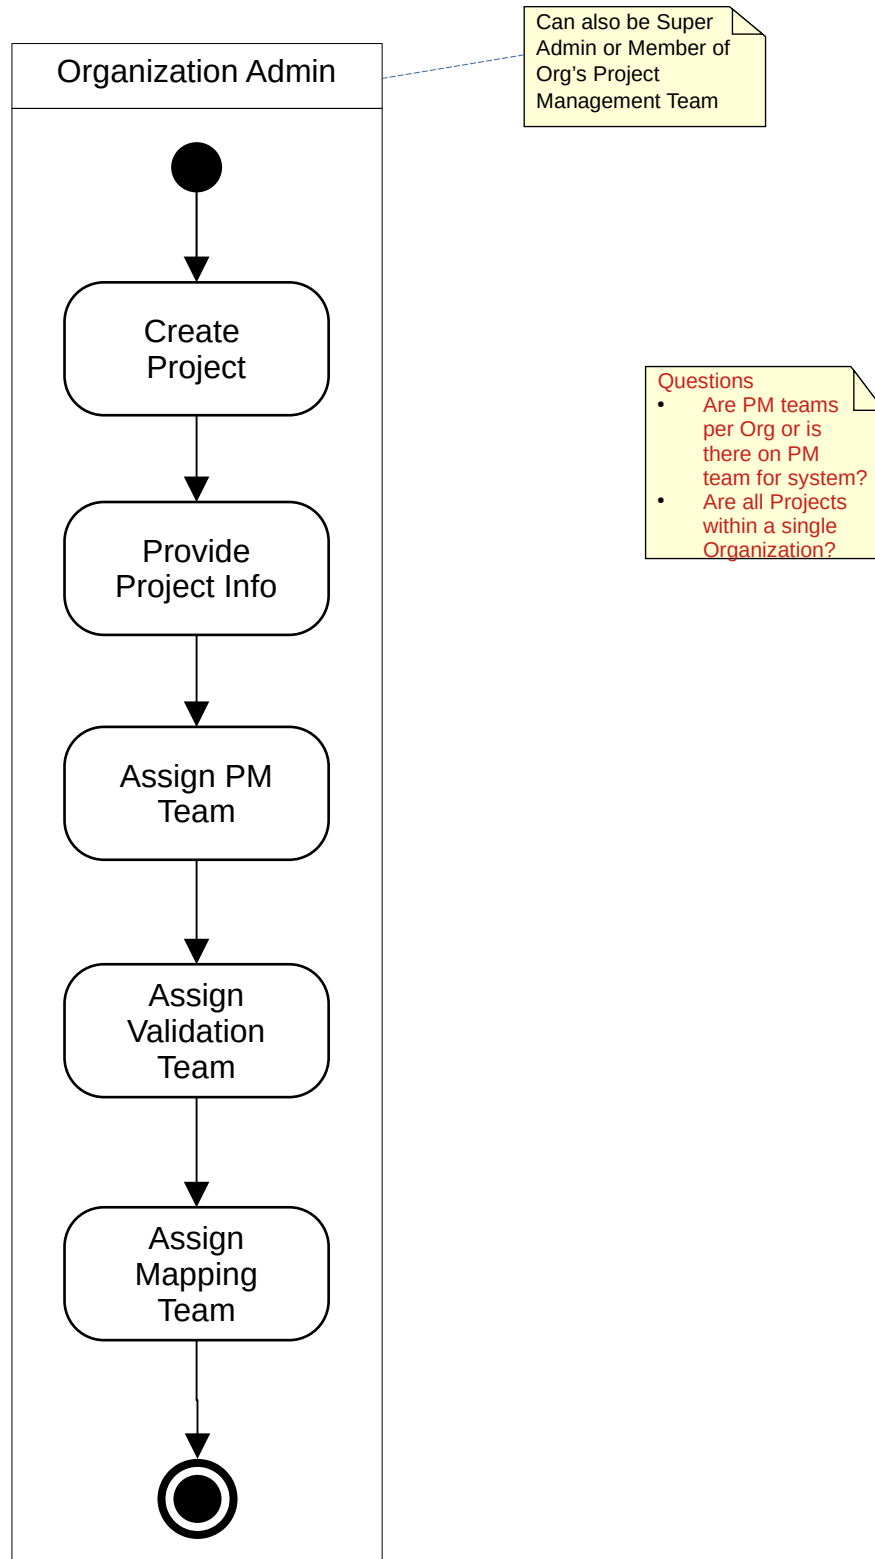 Can also be Super
Admin or Member of
Org's Project
Management Team
Organization Admin
Create
Project
Provide
Project Info
Assign PM
Team
Assign
Validation
Team
Assign
Mapping
Team
Questions
• Are PM teams
per Org or is
there on PM
team for system?
• Are all Projects
within a single
Organization?